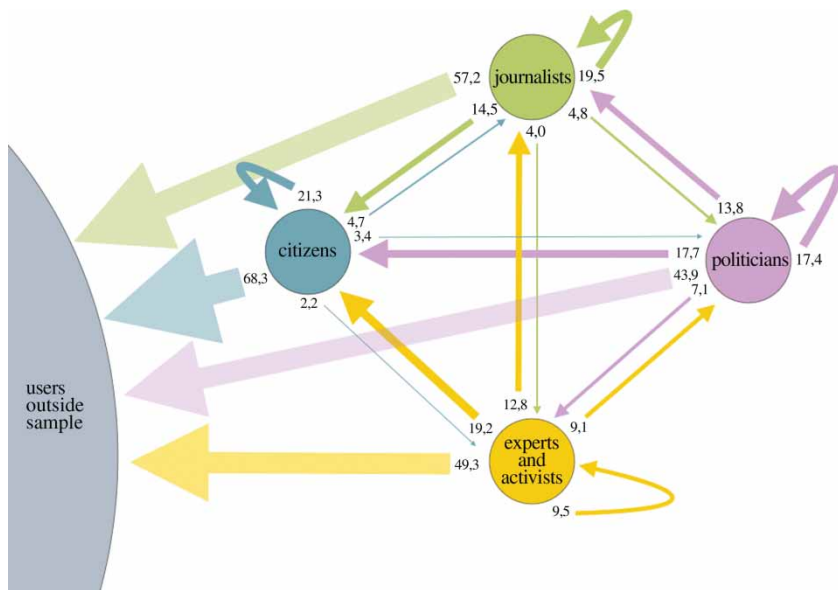 57,2
journalists
19,5
14,5
4,0
4,8
21,3
13,8
4,7
3,4
citizens
17,7
politicians
17,4
68,3
43,9
2,2
7,1
users
outside
sample
12,8
19,2
9,1
experts and
activists
49,3
9,5